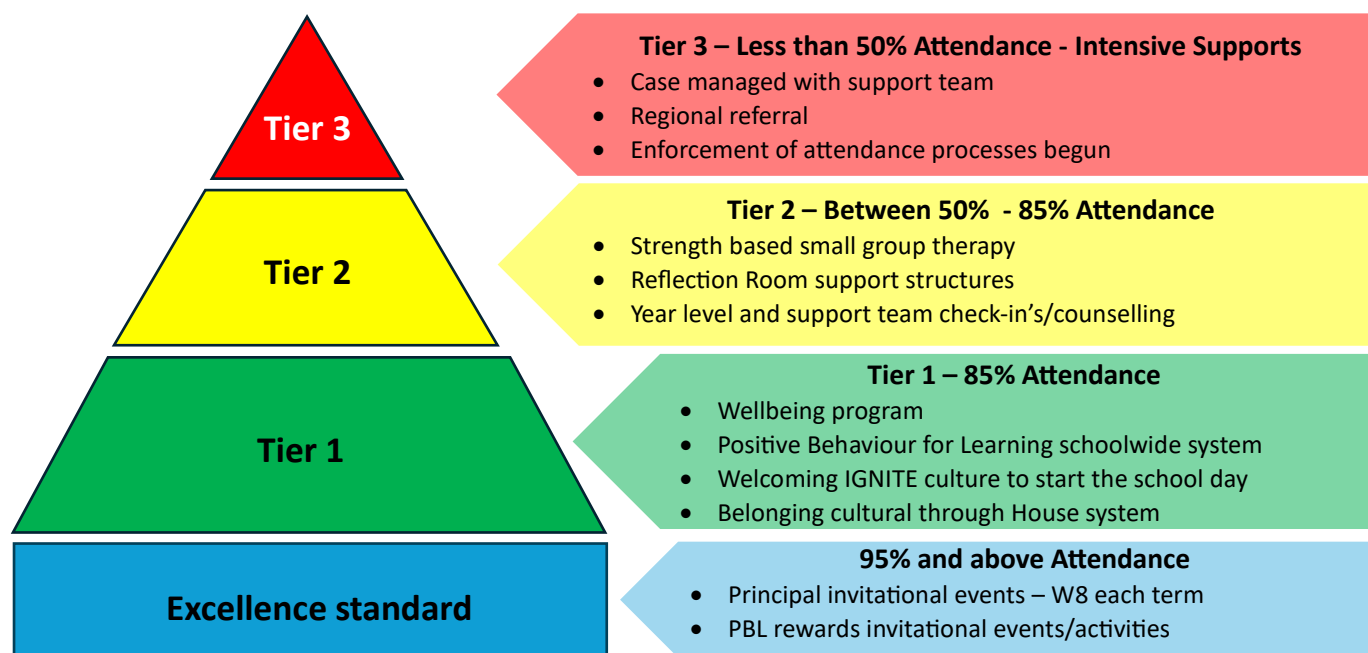 Tier 3
Tier 3 – Less than 50% Attendance - Intensive Supports
• Case managed with support team
• Regional referral
• Enforcement of attendance processes begun
Tier 2
Tier 2 – Between 50%  - 85% Attendance
• Strength based small group therapy
• Reflection Room support structures
• Year level and support team check-in's/counselling
Tier 1
Tier 1 – 85% Attendance
• Wellbeing program
• Positive Behaviour for Learning schoolwide system
• Welcoming IGNITE culture to start the school day
• Belonging cultural through House system
Excellence standard
95% and above Attendance
• Principal invitational events – W8 each term
• PBL rewards invitational events/activities